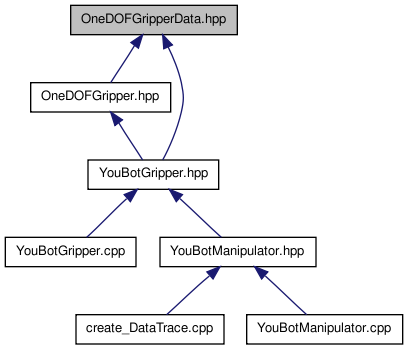 OneDOFGripperData.hpp
OneDOFGripper.hpp
YouBotGripper.hpp
YouBotGripper.cpp
YouBotManipulator.hpp
create_DataTrace.cpp
YouBotManipulator.cpp